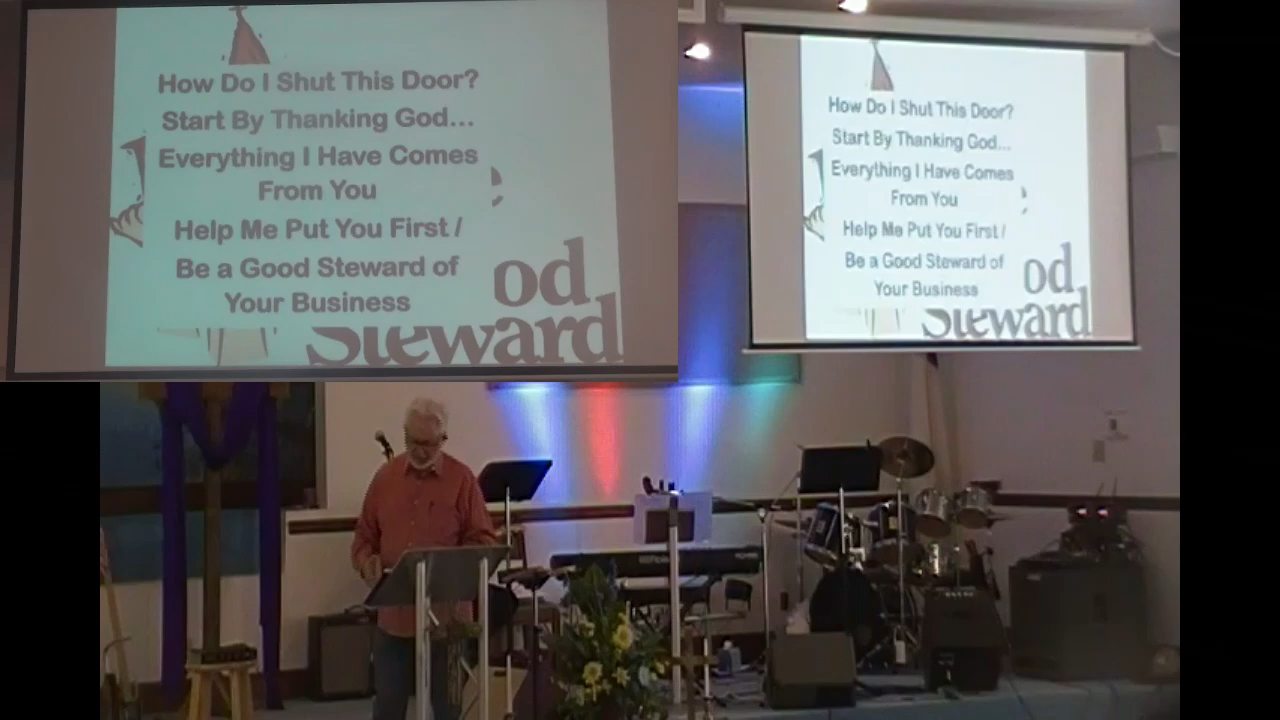 How Do I Shut This Door?
Start By Thanking God...
Everything I Have Comes
From You
Help Me Put You First /
Be a Good Steward of
Your Business
od
Steward
How Do I Shut This Door?
Start By Thanking God...
Everything I Have Comes
From You
Help Me Put You First /
Be a Good Steward of
Your Business
od
Steward